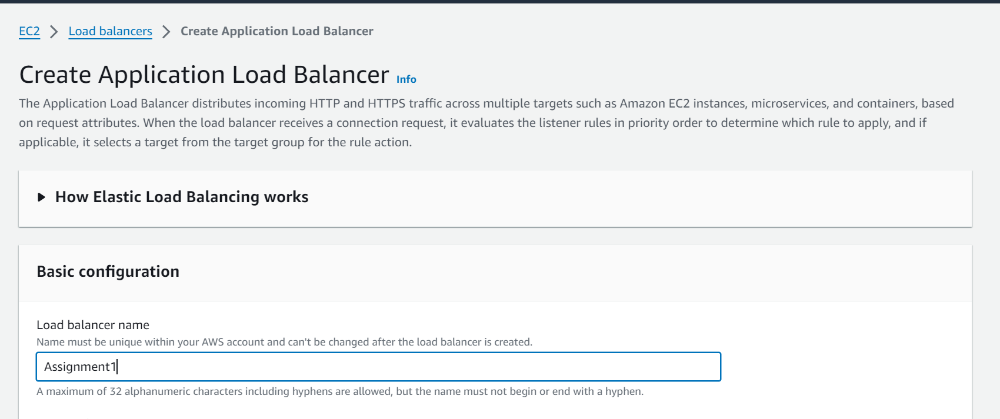 EC2 > Load balancers > Create Application Load Balancer
Create Application Load Balancer Info
The Application Load Balancer distributes incoming HTTP and HTTPS traffic across multiple targets such as Amazon EC2 instances, microservices, and containers, based
on request attributes. When the load balancer receives a connection request, it evaluates the listener rules in priority order to determine which rule to apply, and if
applicable, it selects a target from the target group for the rule action.
How Elastic Load Balancing works
Basic configuration
Load balancer name
Name must be unique within your AWS account and can't be changed after the load balancer is created.
Assignment1
A maximum of 32 alphanumeric characters including hyphens are allowed, but the name must not begin or end with a hyphen.